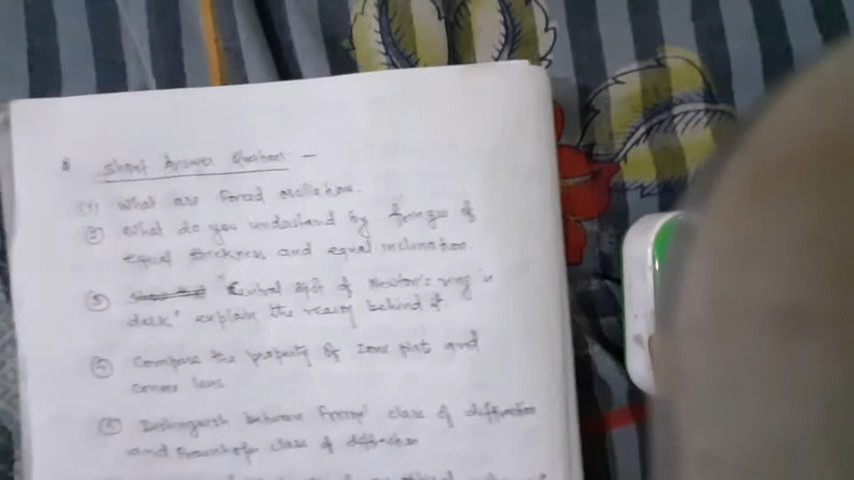 Short Answer Questions —
(1) What are forced oscillation.
(2) What do you understand by fringes of
equal thickness and equal inclination.
(3) "Central spot of Newton's ring is
dark" explain the reason behind it.
(4) Compare the property of zone plate and
convex lens
(5) Distinguish between Fresnel class of diffraction
and Fraunhofer class of diffraction